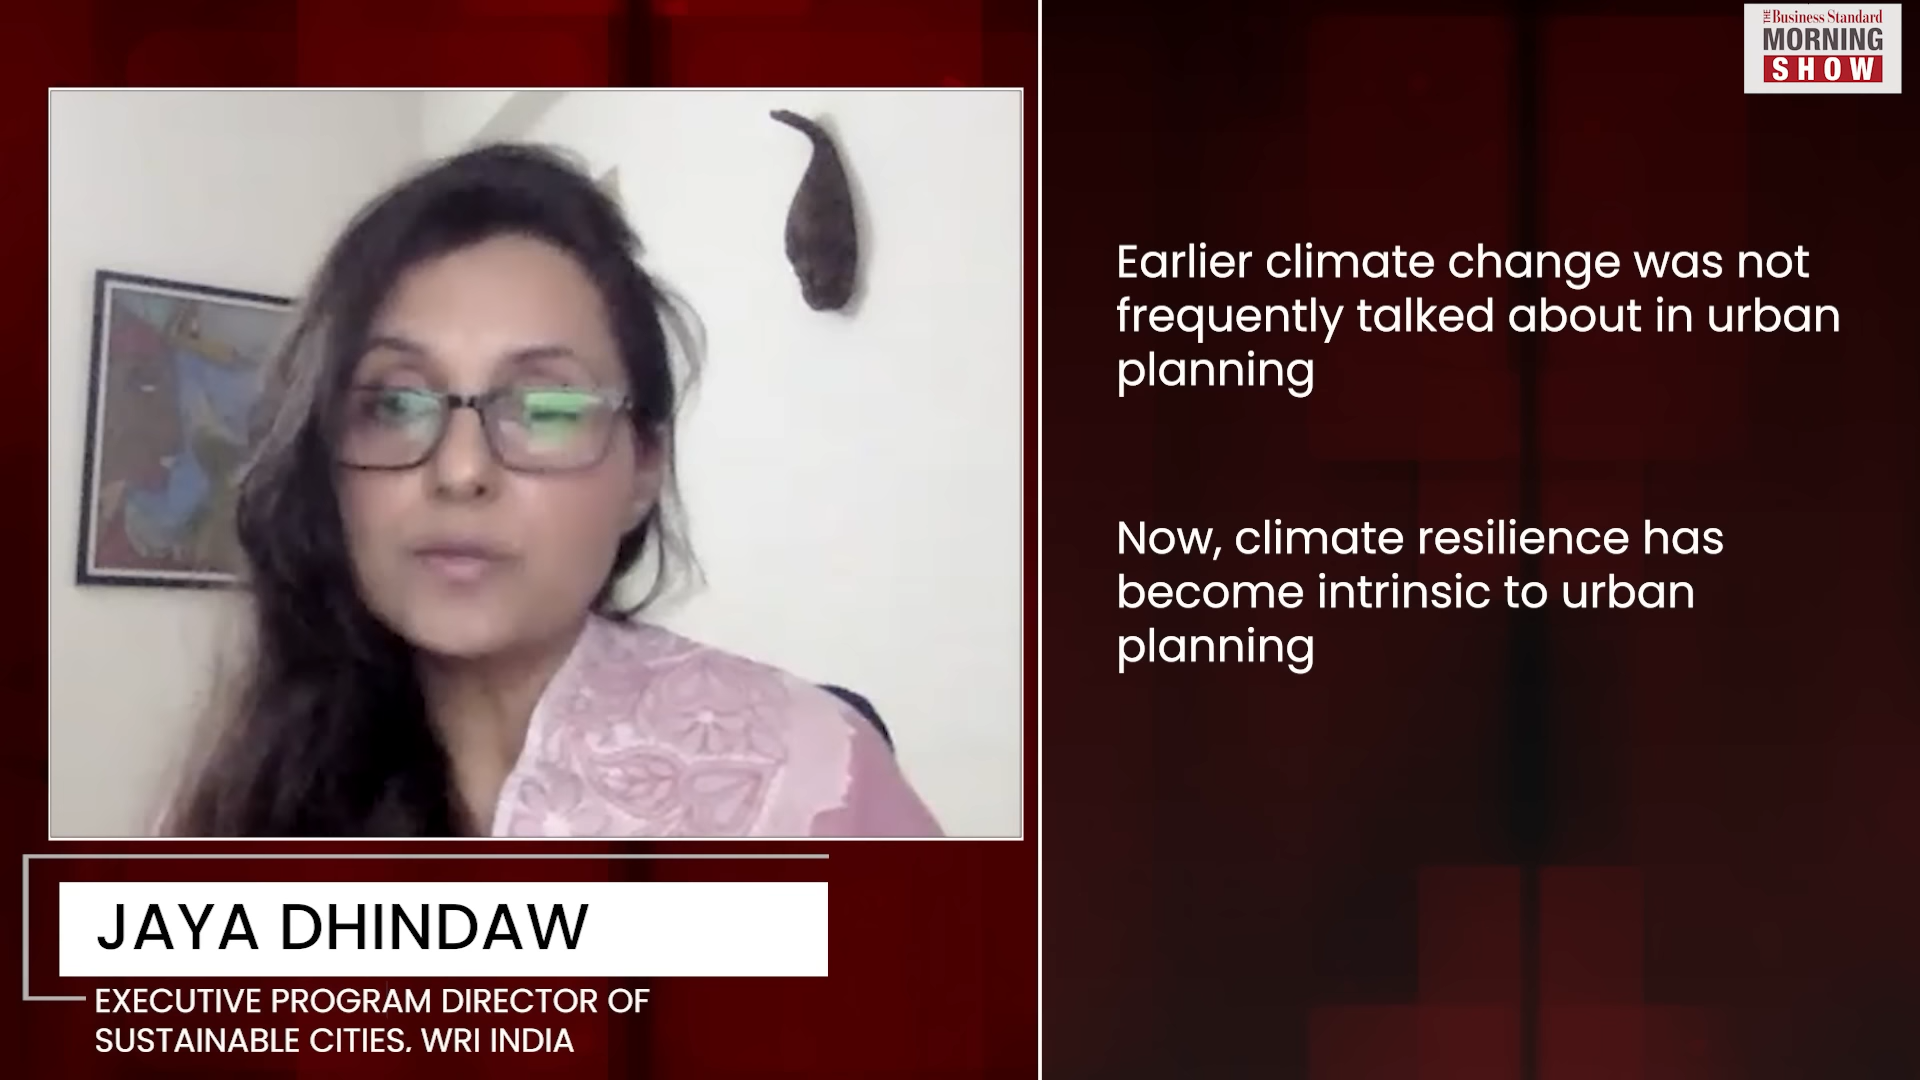 THE Business Standard
MORNING
SHOW
Earlier climate change was not
frequently talked about in urban
planning
Now, climate resilience has
become intrinsic to urban
planning
JAYA DHINDAW
EXECUTIVE PROGRAM DIRECTOR OF
SUSTAINABLE CITIES, WRI INDIA